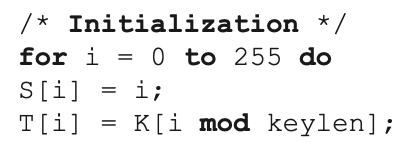 /* Initialization */
for i = 0 to 255 do
S[i] = i;
T[i] = K[i mod keylen];